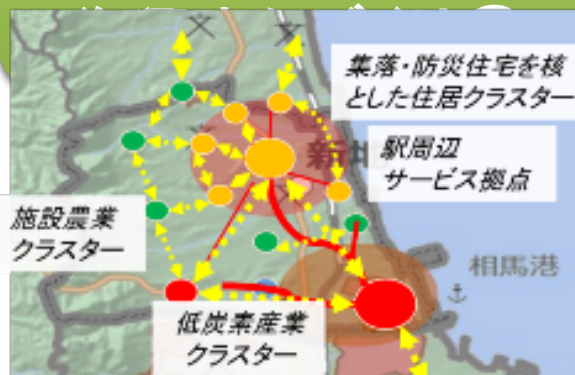 集落・防災住宅を核
とした住居クラスター
駅周辺
サービス拠点
新地
施設農業
クラスター
相馬港
低炭素産業
クラスター